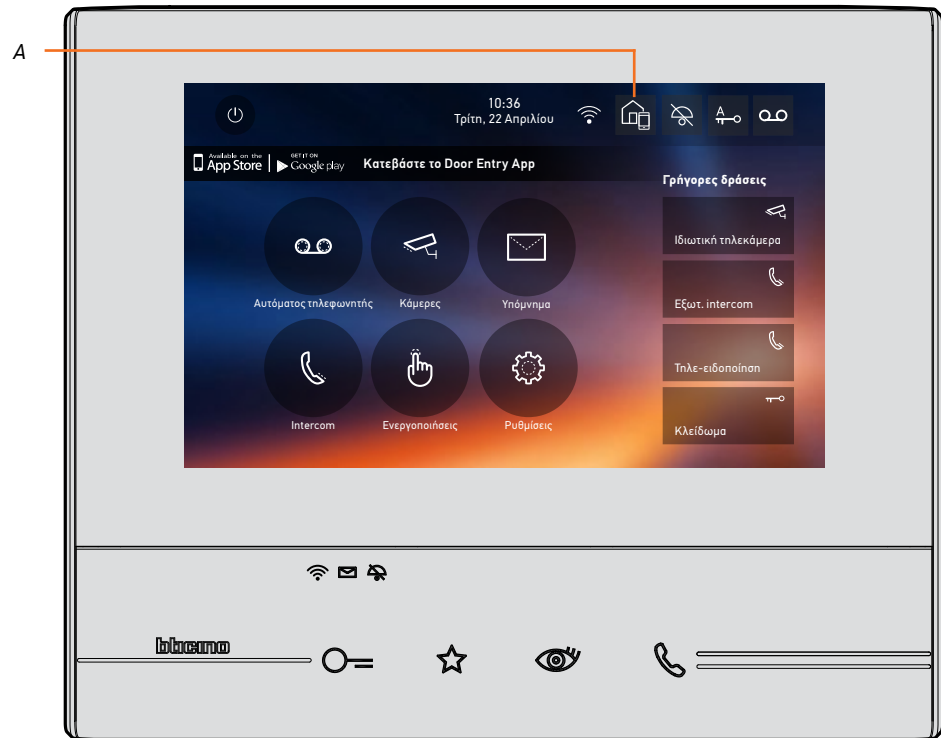 A
10:36
Τρίτη, 22 Απριλίου
A
Available on the
App Store
GET IT ON
Google play
Κατεβάστε το Door Entry App
Γρήγορες δράσεις
Ιδιωτική τηλεκάμερα
Εξωτ. intercom
Τηλε-ειδοποίηση
Κλείδωμα
Αυτόματος τηλεφωνητής
Κάμερες
Υπόμνημα
Intercom
Ενεργοποιήσεις
Ρυθμίσεις
bticino